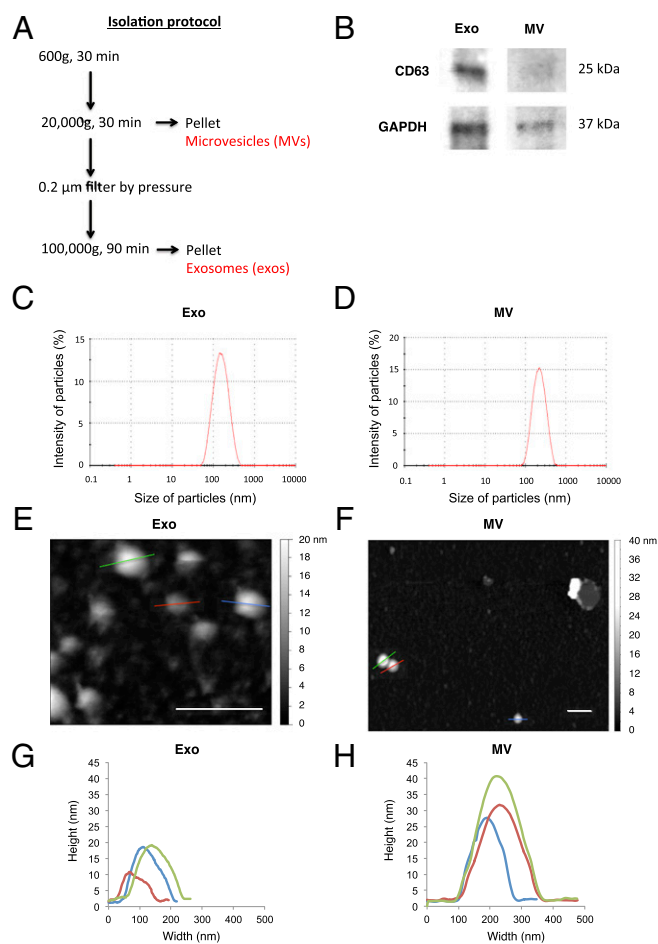 A
Isolation protocol
600g, 30 min
20,000g, 30 min
Pellet
Microvesicles (MVs)
0.2 µm filter by pressure
100,000g, 90 min
Pellet
Exosomes (exos)
B
Exo MV
CD63 25 kDa
GAPDH 37 kDa
C
Exo
Intensity of particles (%)
15
10
5
0
0.1 1 10 100 1000 10000
Size of particles (nm)
D
MV
Intensity of particles (%)
20
15
10
5
0
0.1 1 10 100 1000 10000
Size of particles (nm)
E
Exo
20 nm
18
16
14
12
10
8
6
4
2
0
F
MV
40 nm
36
32
28
24
20
16
14
8
4
0
G
Exo
Height (nm)
45
40
35
30
25
20
15
10
5
0
0 100 200 300 400 500
Width (nm)
H
MV
Height (nm)
45
40
35
30
25
20
15
10
5
0
0 100 200 300 400 500
Width (nm)